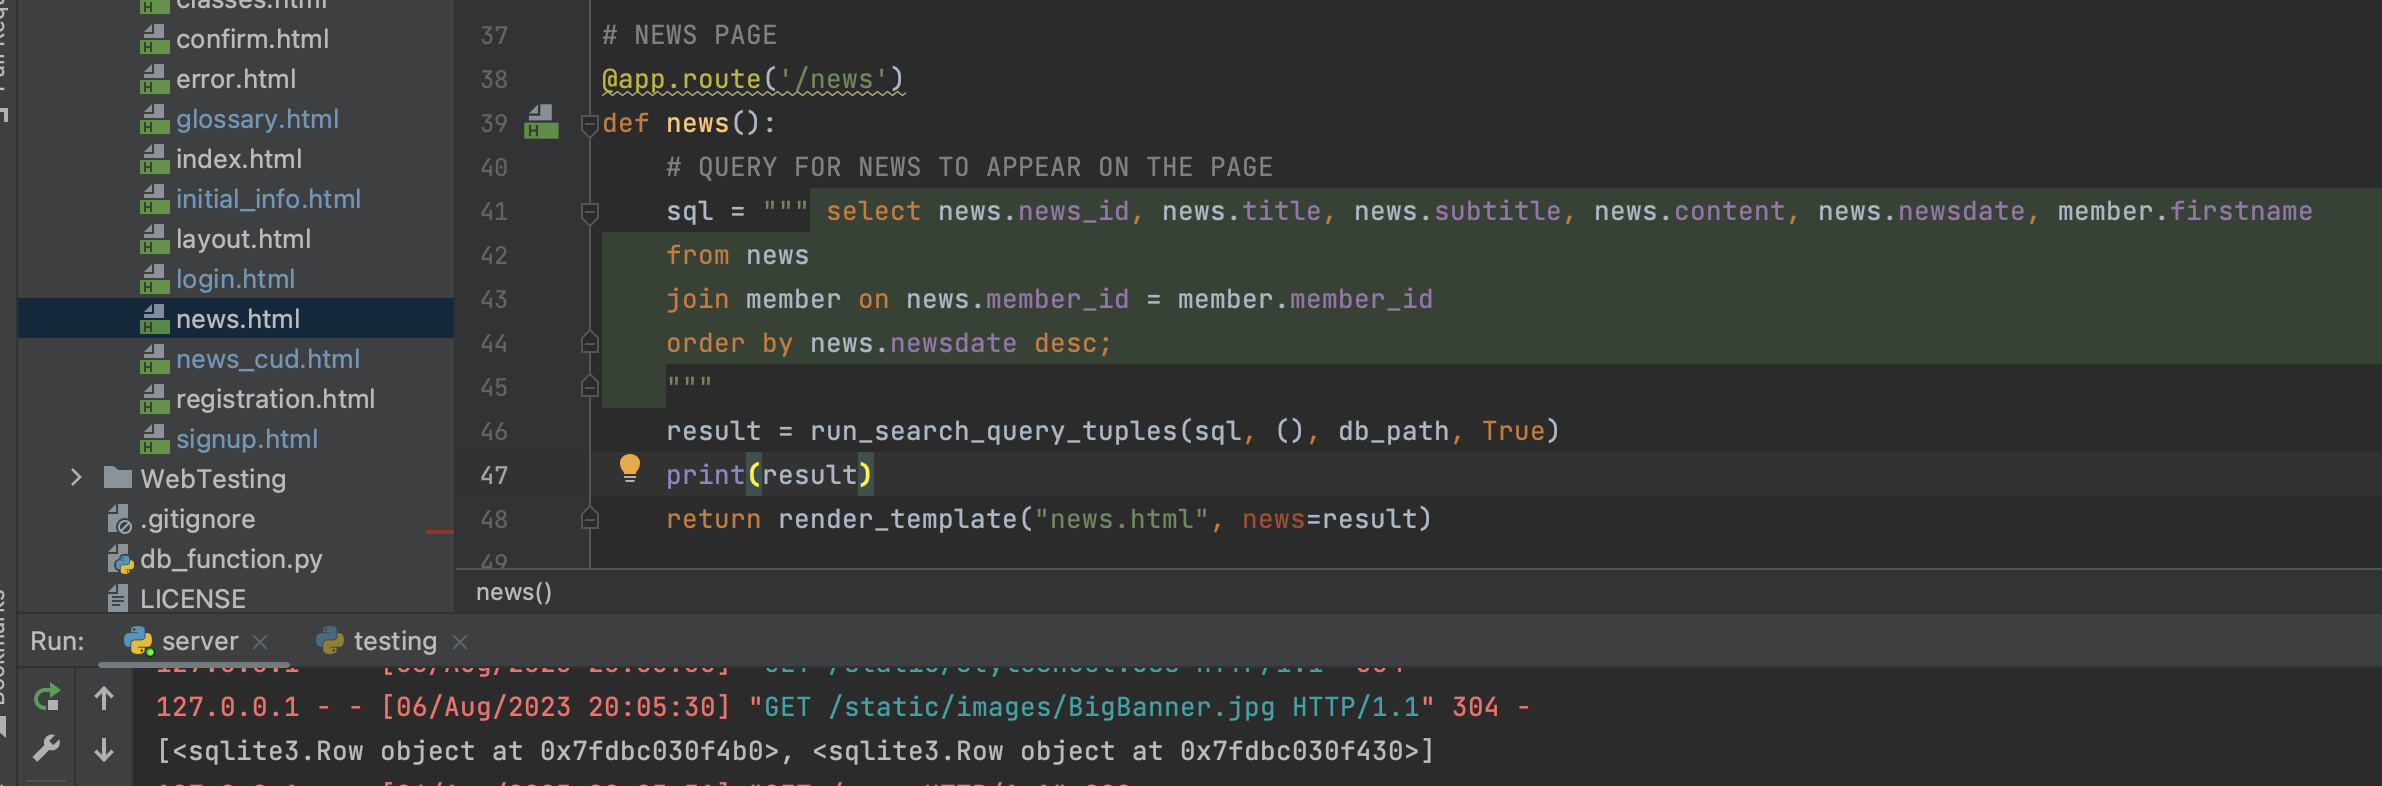 classes.html
confirm.html
error.html
glossary.html
index.html
initial_info.html
layout.html
login.html
news.html
news_cud.html
registration.html
signup.html
WebTesting
.gitignore
db_function.py
LICENSE
37 # NEWS PAGE
38 @app.route('/news')
39 def news():
40 # QUERY FOR NEWS TO APPEAR ON THE PAGE
41 sql = """ select news.news_id, news.title, news.subtitle, news.content, news.newsdate, member.firstname
42 from news
43 join member on news.member_id = member.member_id
44 order by news.newsdate desc;
45 """
46 result = run_search_query_tuples(sql, (), db_path, True)
47 print(result)
48 return render_template("news.html", news=result)
49
news()
Run: server testing
127.0.0.1 - - [06/Aug/2023 20:05:30] "GET /static/images/BigBanner.jpg HTTP/1.1" 304 -
[<sqlite3.Row object at 0x7fdbc030f4b0>, <sqlite3.Row object at 0x7fdbc030f430>]